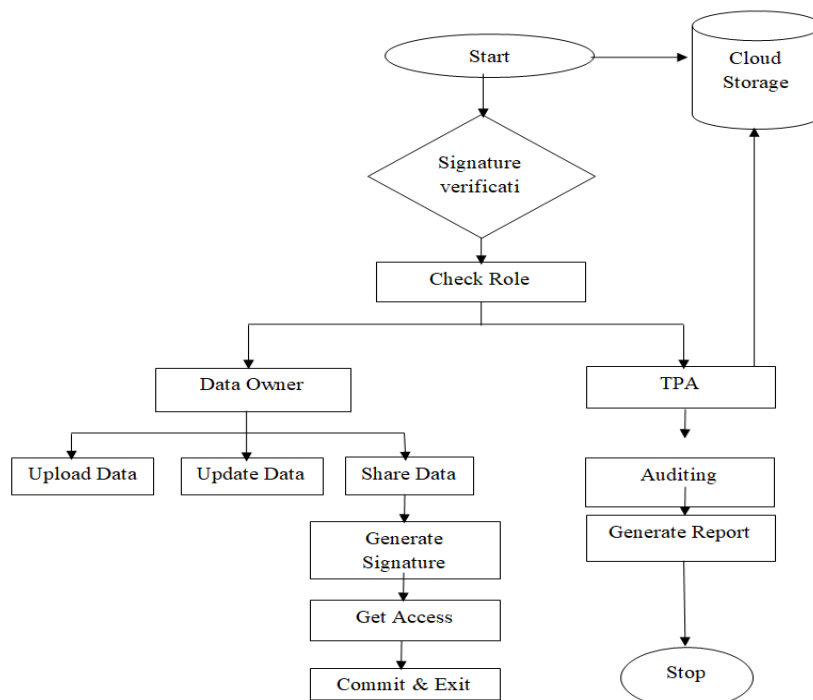 Start
Cloud
Storage
Signature
verificati
Check Role
Data Owner
TPA
Upload Data
Update Data
Share Data
Auditing
Generate
Signature
Generate Report
Get Access
Commit & Exit
Stop